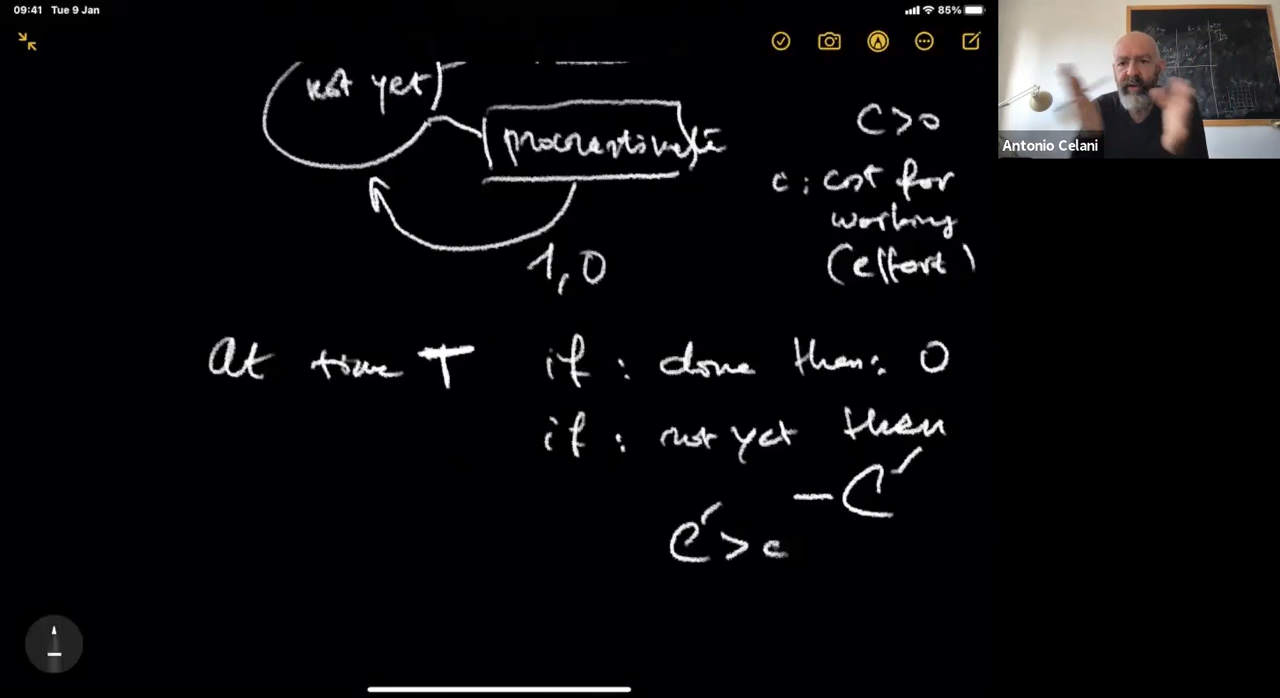 09:41 Tue 9 Jan
85%
Antonio Celani
not yet
procrastinate
C>0
c: cost for
working
(effort)
1,0
At time T if: done then: 0
if: not yet then
-C'
C'>c